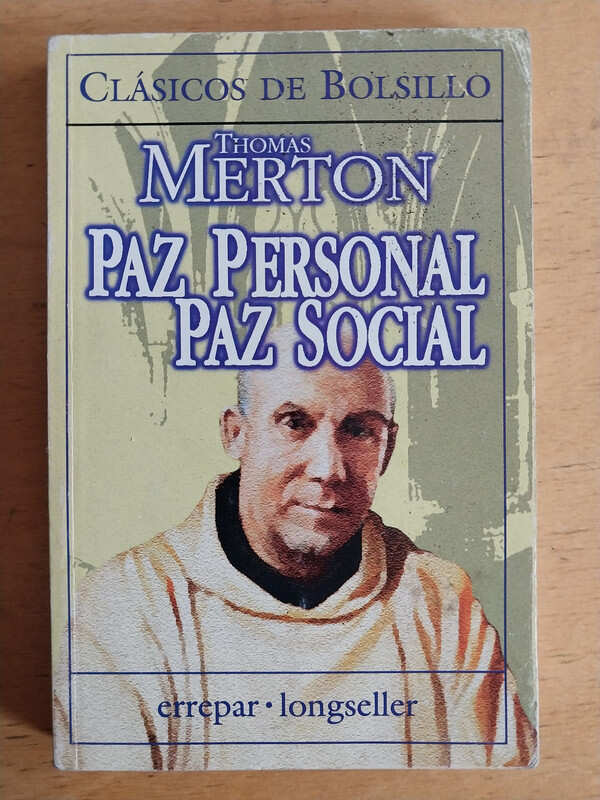 CLÁSICOS DE BOLSILLO
THOMAS
MERTON
PAZ PERSONAL
PAZ SOCIAL
errepar · longseller